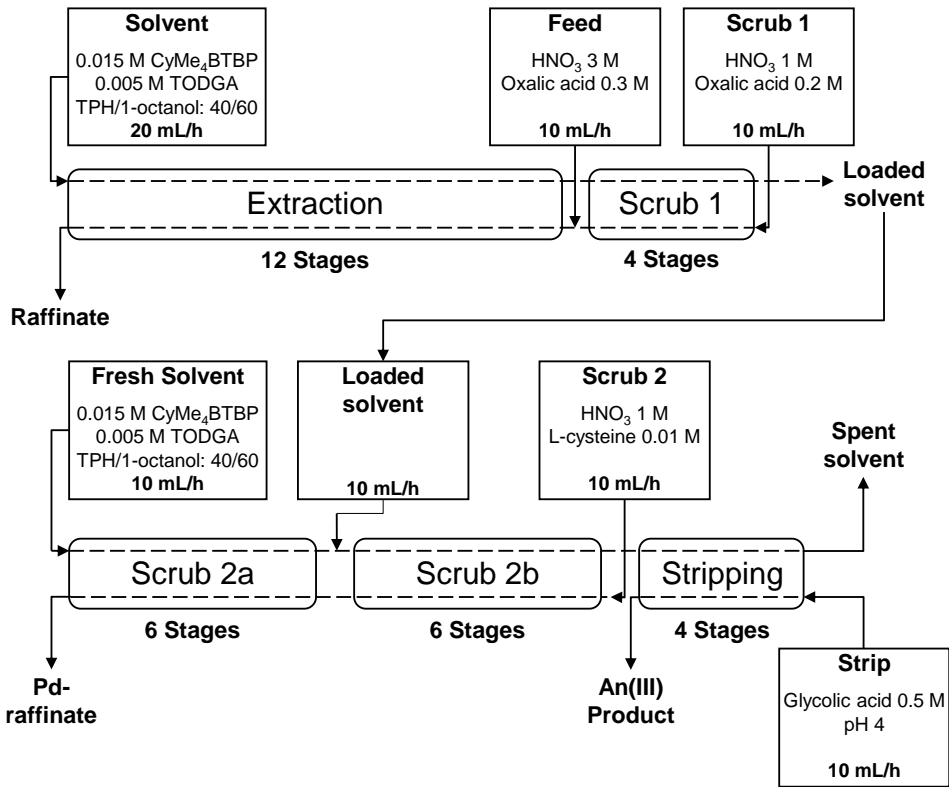 Solvent
0.015 M CyMe₄BTBP
0.005 M TODGA
TPH/1-octanol: 40/60
20 mL/h
Feed
HNO₃ 3 M
Oxalic acid 0.3 M
10 mL/h
Scrub 1
HNO₃ 1 M
Oxalic acid 0.2 M
10 mL/h
Extraction
Scrub 1
Loaded
solvent
12 Stages
4 Stages
Raffinate
Fresh Solvent
0.015 M CyMe₄BTBP
0.005 M TODGA
TPH/1-octanol: 40/60
10 mL/h
Loaded
solvent
10 mL/h
Scrub 2
HNO₃ 1 M
L-cysteine 0.01 M
10 mL/h
Spent
solvent
Scrub 2a
Scrub 2b
Stripping
6 Stages
6 Stages
4 Stages
Pd-
raffinate
An(III)
Product
Strip
Glycolic acid 0.5 M
pH 4
10 mL/h